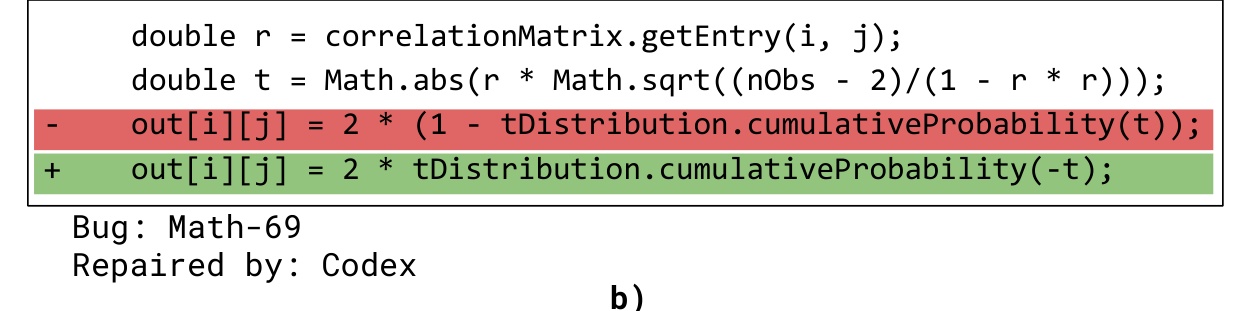 double r = correlationMatrix.getEntry(i, j);
double t = Math.abs(r * Math.sqrt((nObs - 2)/(1 - r * r)));
- out[i][j] = 2 * (1 - tDistribution.cumulativeProbability(t));
+ out[i][j] = 2 * tDistribution.cumulativeProbability(-t);
Bug: Math-69
Repaired by: Codex
b)